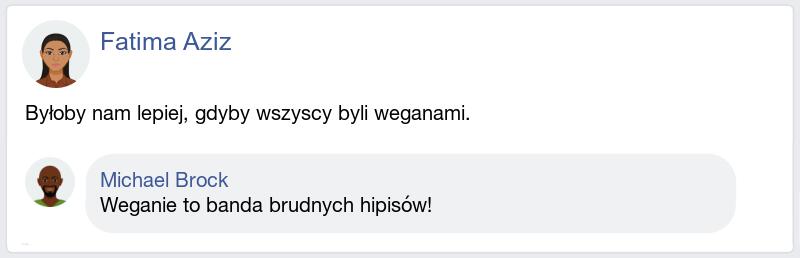 Fatima Aziz
Byłoby nam lepiej, gdyby wszyscy byli weganami.
Michael Brock
Weganie to banda brudnych hipisów!